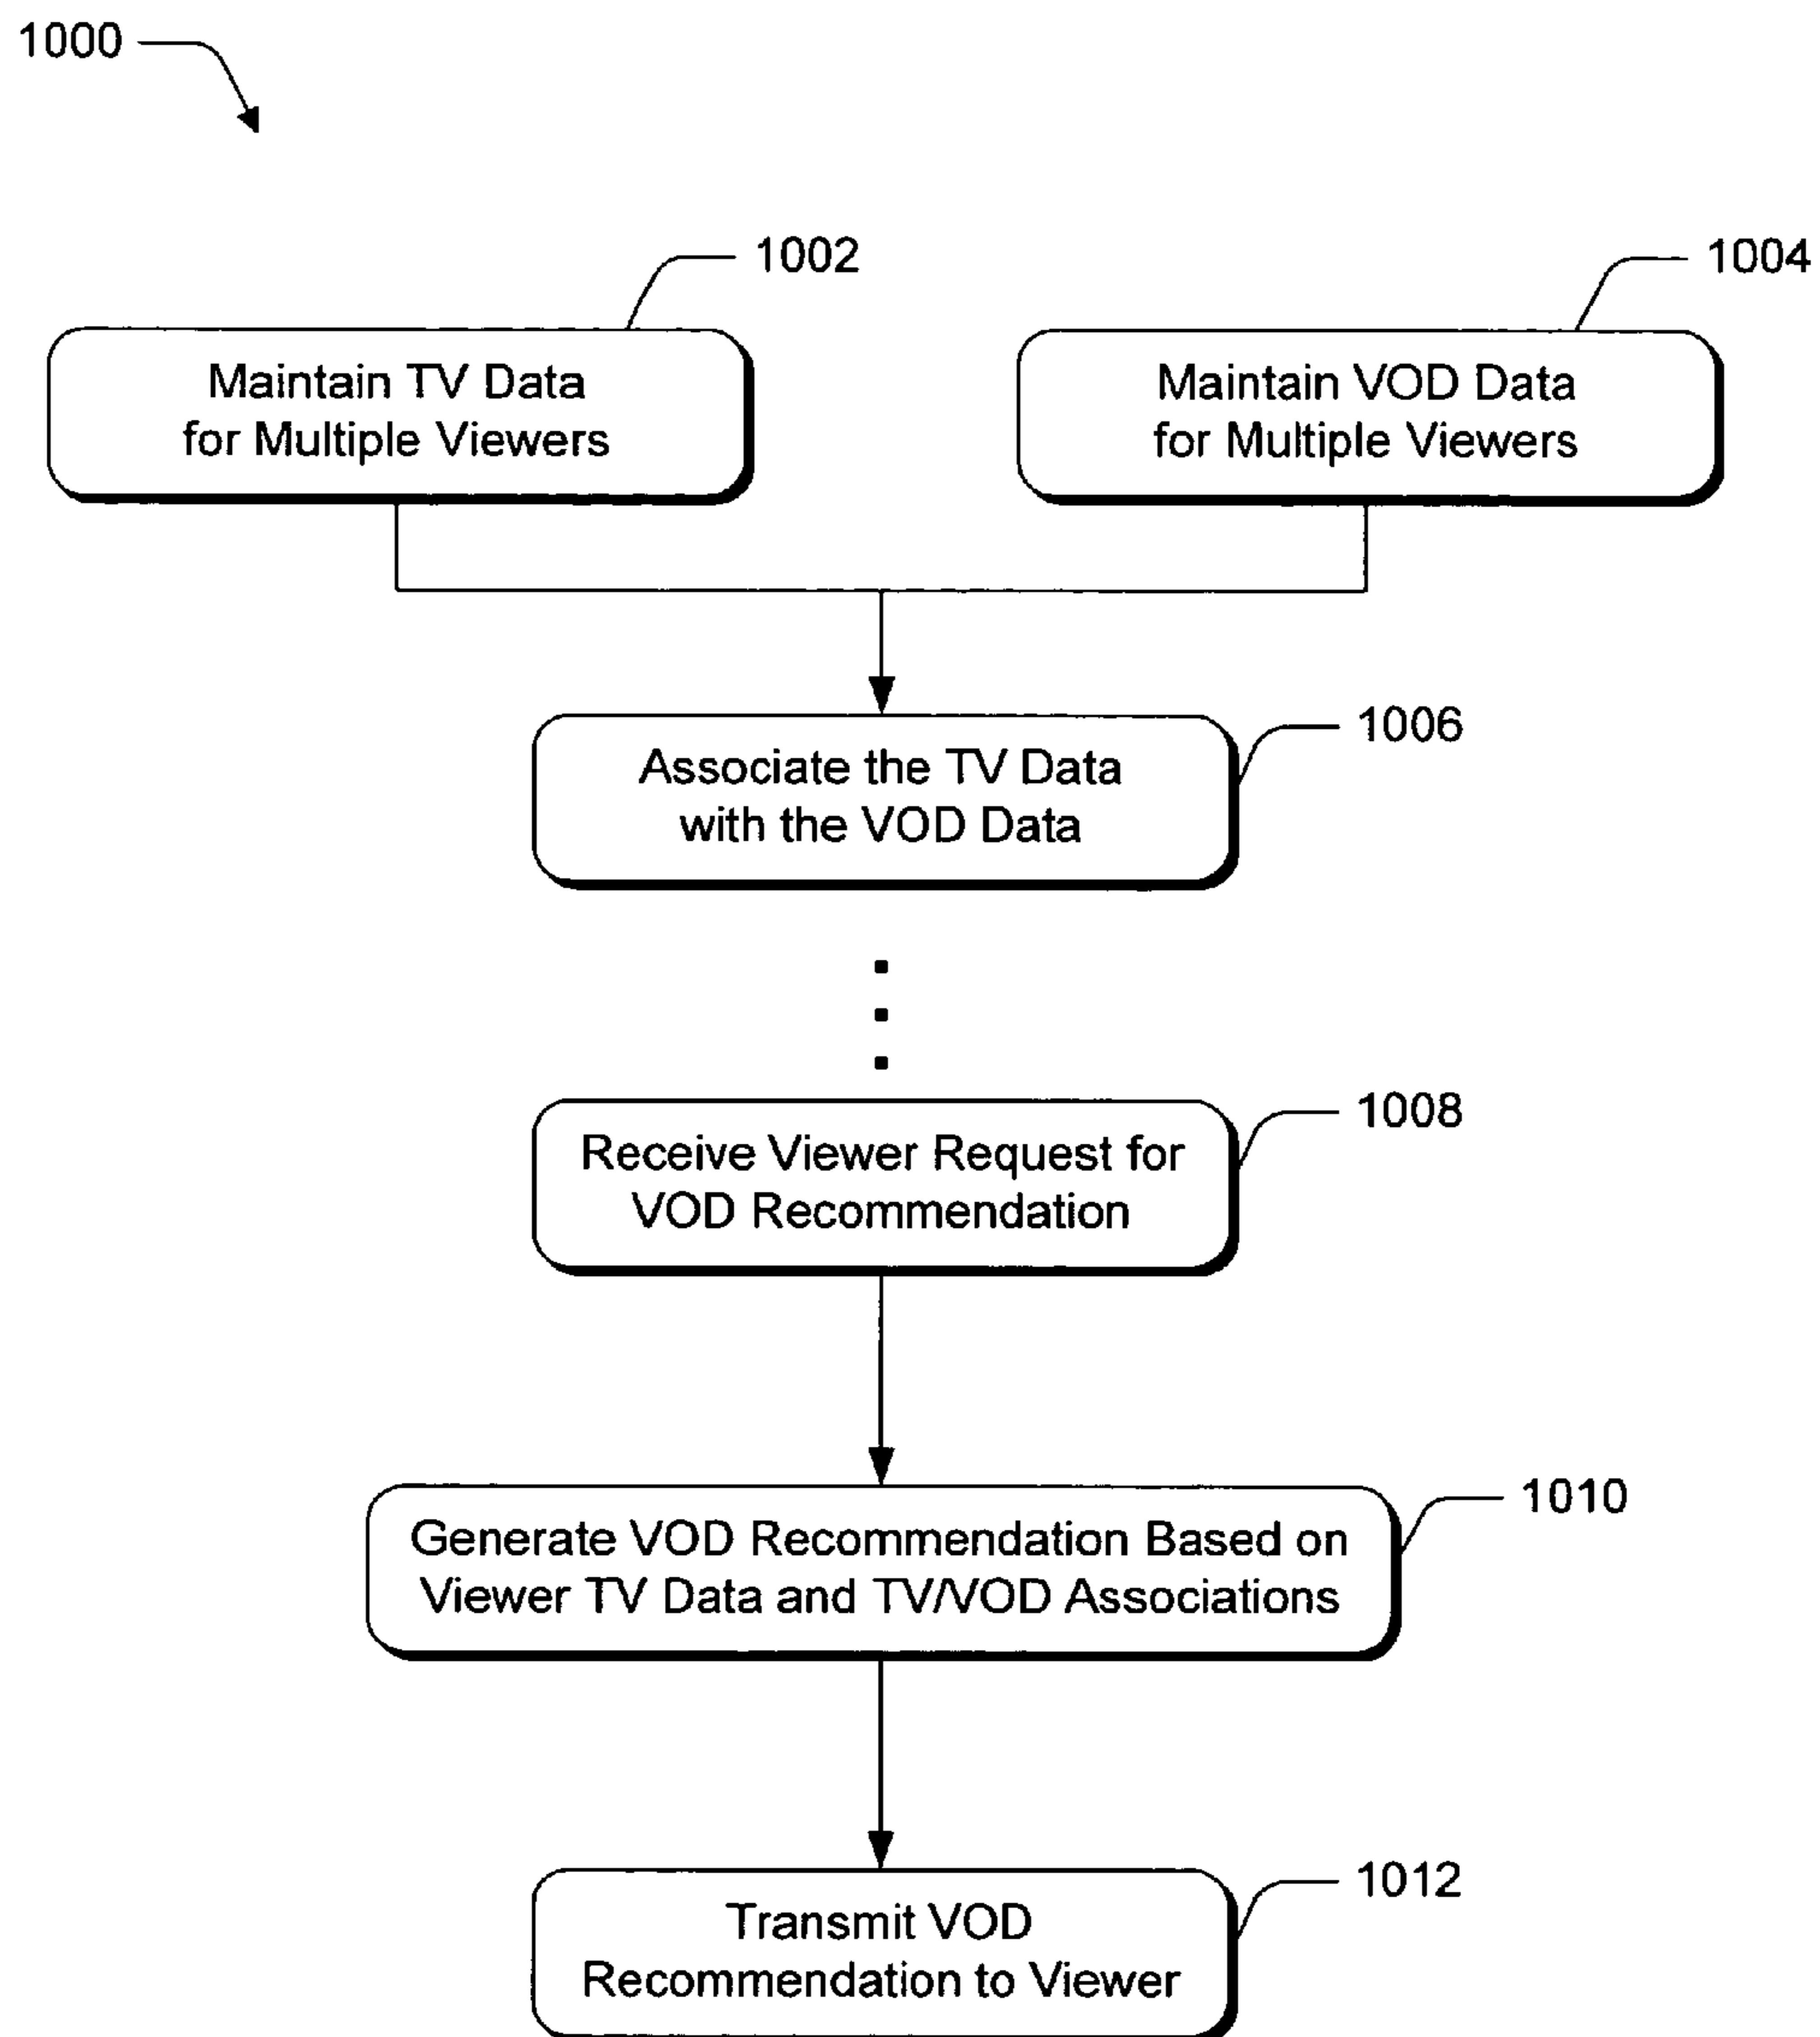 1000
1002
1004
Maintain TV Data
for Multiple Viewers
Maintain VOD Data
for Multiple Viewers
1006
Associate the TV Data
with the VOD Data
1008
Receive Viewer Request for
VOD Recommendation
1010
Generate VOD Recommendation Based on
Viewer TV Data and TV/VOD Associations
1012
Transmit VOD
Recommendation to Viewer